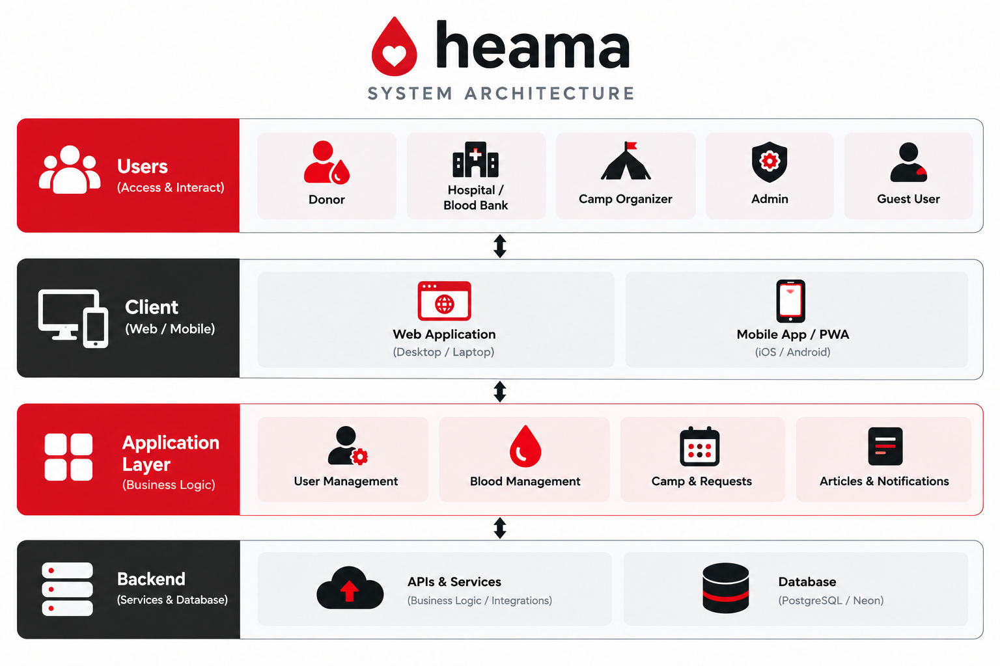 heama
SYSTEM ARCHITECTURE
Users
(Access & Interact)
Donor
Hospital /
Blood Bank
Camp Organizer
Admin
Guest User
Client
(Web / Mobile)
Web Application
(Desktop / Laptop)
Mobile App / PWA
(iOS / Android)
Application
Layer
(Business Logic)
User Management
Blood Management
Camp & Requests
Articles & Notifications
Backend
(Services & Database)
APIs & Services
(Business Logic / Integrations)
Database
(PostgreSQL / Neon)